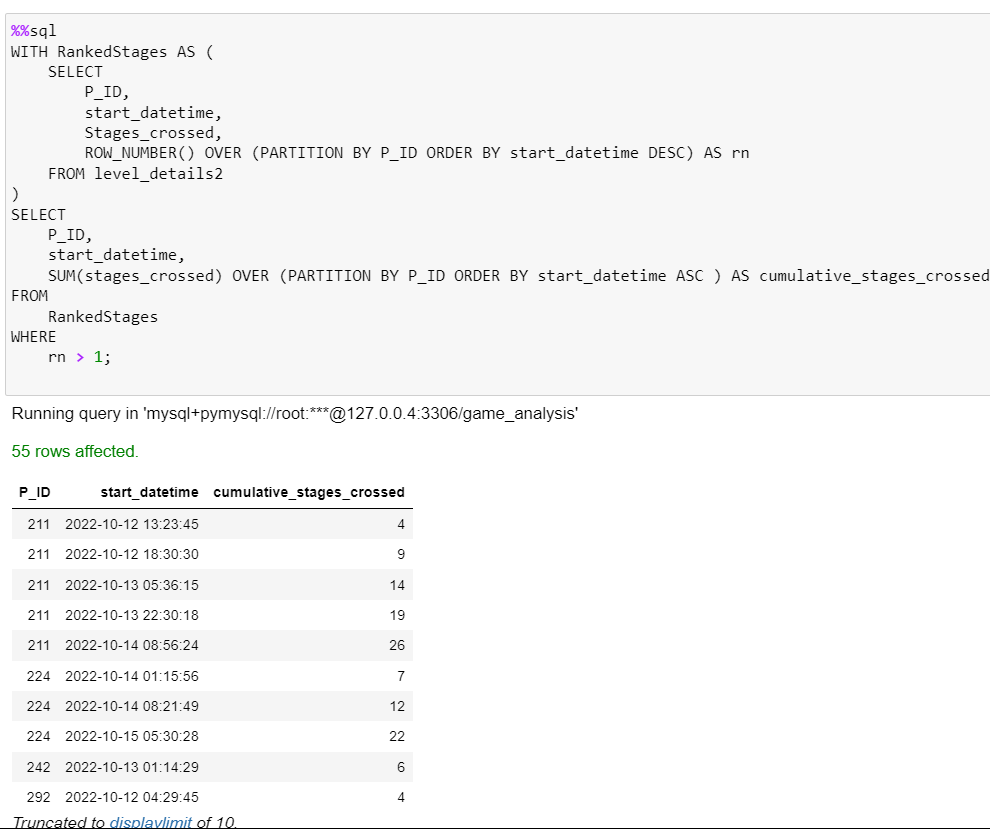 %%sql
WITH RankedStages AS (
    SELECT
        P_ID,
        start_datetime,
        Stages_crossed,
        ROW_NUMBER() OVER (PARTITION BY P_ID ORDER BY start_datetime DESC) AS rn
    FROM level_details2
)
SELECT
    P_ID,
    start_datetime,
    SUM(stages_crossed) OVER (PARTITION BY P_ID ORDER BY start_datetime ASC ) AS cumulative_stages_crossed
FROM
    RankedStages
WHERE
    rn > 1;
Running query in 'mysql+pymysql://root:***@127.0.0.4:3306/game_analysis'
55 rows affected.
P_ID start_datetime cumulative_stages_crossed
211 2022-10-12 13:23:45 4
211 2022-10-12 18:30:30 9
211 2022-10-13 05:36:15 14
211 2022-10-13 22:30:18 19
211 2022-10-14 08:56:24 26
224 2022-10-14 01:15:56 7
224 2022-10-14 08:21:49 12
224 2022-10-15 05:30:28 22
242 2022-10-13 01:14:29 6
292 2022-10-12 04:29:45 4
Truncated to displaylimit of 10.